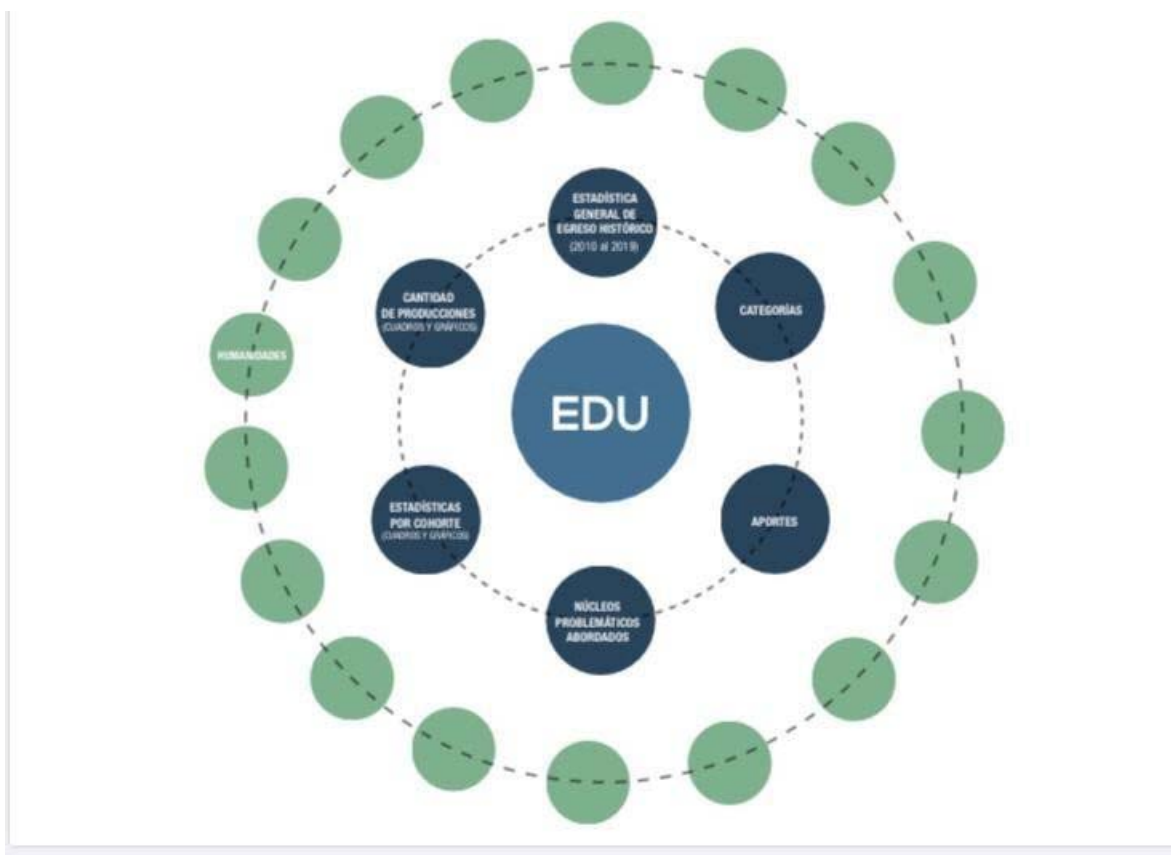 ESTADÍSTICA
GENERAL DE
EGRESO HISTÓRICO
(2010 al 2019)
CANTIDAD
DE PRODUCCIONES
(CUADROS Y GRÁFICOS)
CATEGORÍAS
HUMANIDADES
EDU
ESTADÍSTICAS
POR COHORTE
(CUADROS Y GRÁFICOS)
APORTES
NÚCLEOS
PROBLEMÁTICOS
ABORDADOS